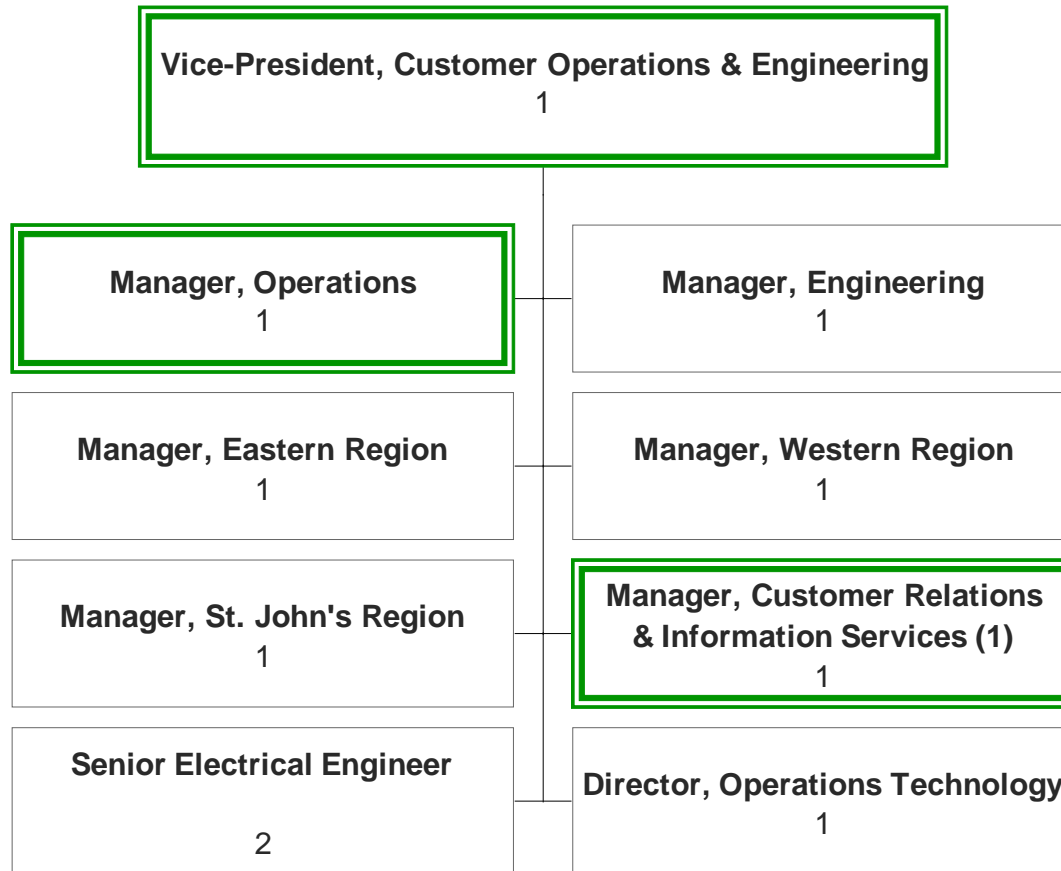 Vice-President, Customer Operations & Engineering
1
Manager, Operations
1
Manager, Engineering
1
Manager, Eastern Region
1
Manager, Western Region
1
Manager, St. John's Region
1
Manager, Customer Relations
& Information Services (1)
1
Senior Electrical Engineer
2
Director, Operations Technology
1